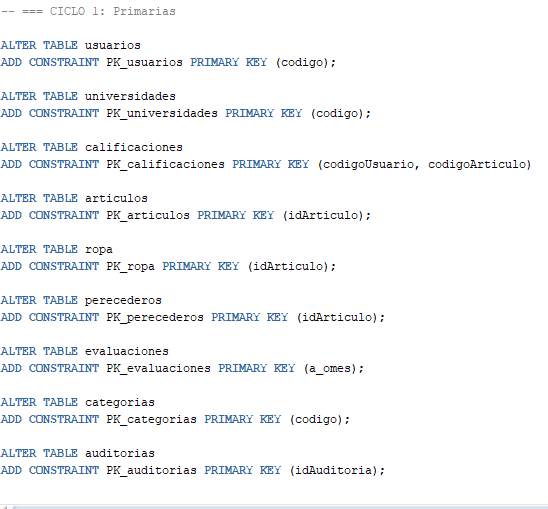 -- === CICLO 1: Primarias
ALTER TABLE usuarios
ADD CONSTRAINT PK_usuarios PRIMARY KEY (codigo);
ALTER TABLE universidades
ADD CONSTRAINT PK_universidades PRIMARY KEY (codigo);
ALTER TABLE calificaciones
ADD CONSTRAINT PK_calificaciones PRIMARY KEY (codigoUsuario, codigoArticulo)
ALTER TABLE articulos
ADD CONSTRAINT PK_articulos PRIMARY KEY (idArticulo);
ALTER TABLE ropa
ADD CONSTRAINT PK_ropa PRIMARY KEY (idArticulo);
ALTER TABLE perecederos
ADD CONSTRAINT PK_perecederos PRIMARY KEY (idArticulo);
ALTER TABLE evaluaciones
ADD CONSTRAINT PK_evaluaciones PRIMARY KEY (a_omes);
ALTER TABLE categorias
ADD CONSTRAINT PK_categorias PRIMARY KEY (codigo);
ALTER TABLE auditorias
ADD CONSTRAINT PK_auditorias PRIMARY KEY (idAuditoria);